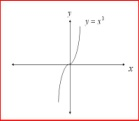 y
y = x³
x